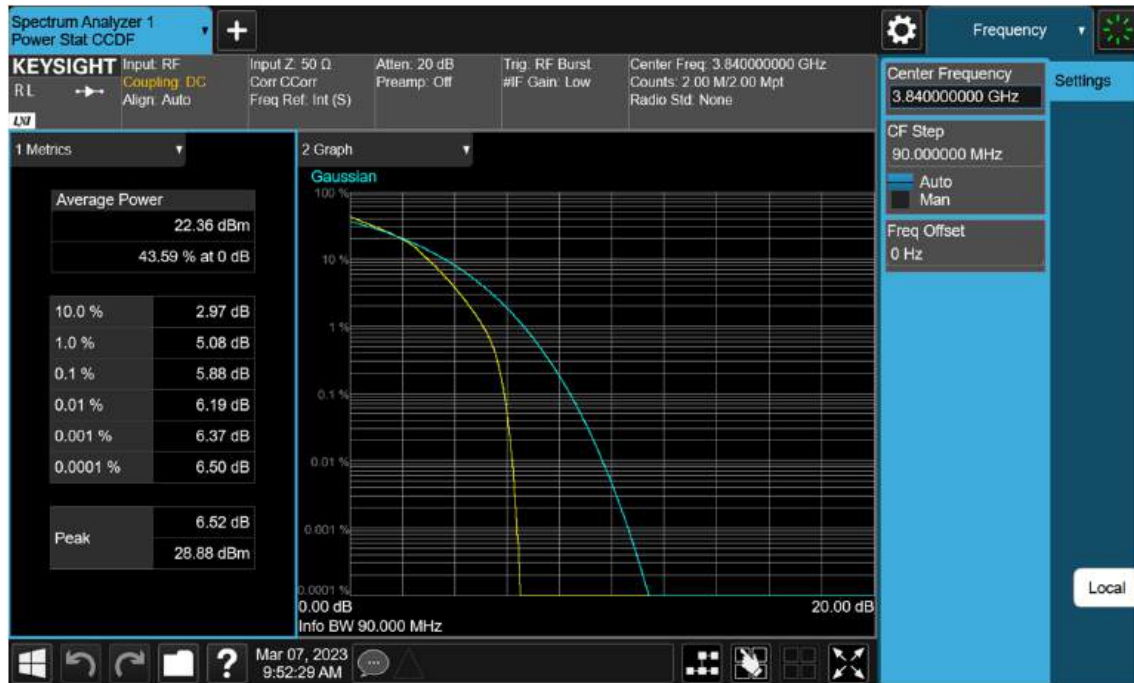 Spectrum Analyzer 1
Power Stat CCDF
+
Frequency
KEYSIGHT
RL
LXI
Input: RF
Coupling: DC
Align: Auto
Input Z: 50 Ω
Corr CCorr
Freq Ref: Int (S)
Atten: 20 dB
Preamp: Off
Trig: RF Burst
#IF Gain: Low
Center Freq: 3.840000000 GHz
Counts: 2.00 M/2.00 Mpt
Radio Std: None
Center Frequency
3.840000000 GHz
Settings
CF Step
90.000000 MHz
Auto
Man
Freq Offset
0 Hz
1 Metrics
Average Power
22.36 dBm
43.59 % at 0 dB
10.0 % 2.97 dB
1.0 % 5.08 dB
0.1 % 5.88 dB
0.01 % 6.19 dB
0.001 % 6.37 dB
0.0001 % 6.50 dB
Peak
6.52 dB
28.88 dBm
2 Graph
Gaussian
100 %
10 %
1 %
0.1 %
0.01 %
0.001 %
0.0001 %
0.00 dB 20.00 dB
Info BW 90.000 MHz
Local
?
Mar 07, 2023
9:52:29 AM